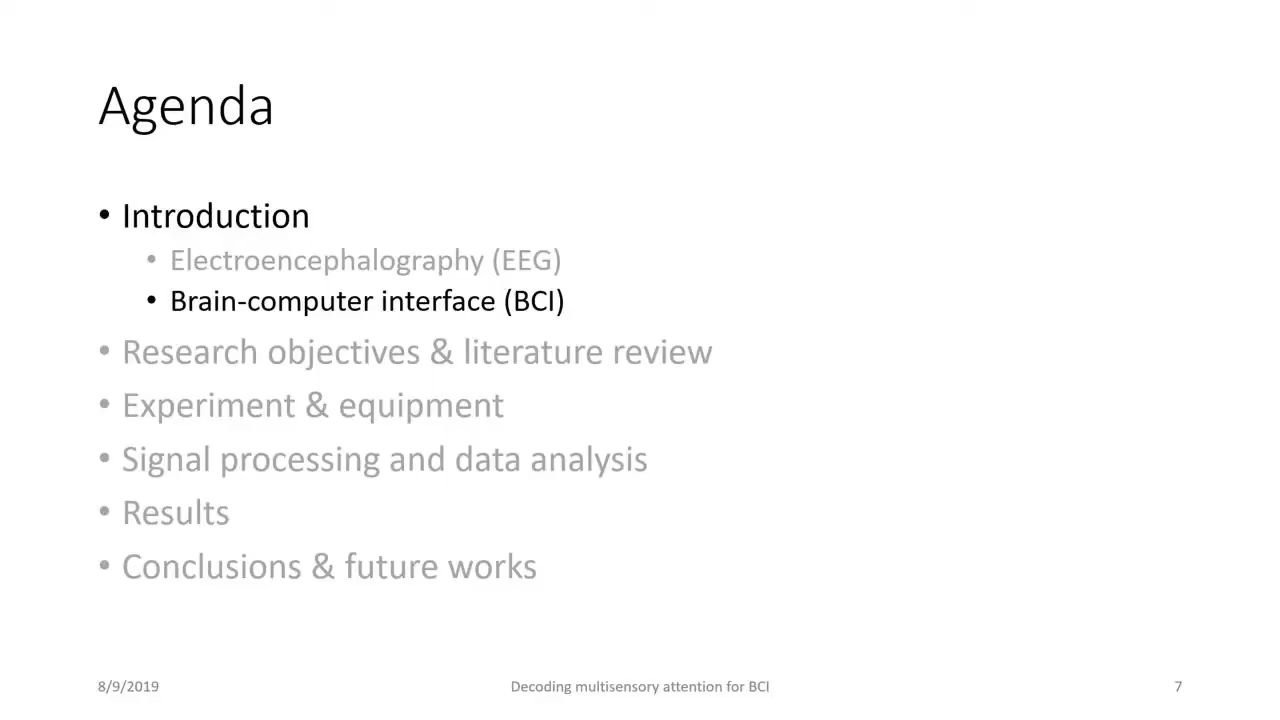 Agenda
• Introduction
• Electroencephalography (EEG)
• Brain-computer interface (BCI)
• Research objectives & literature review
• Experiment & equipment
• Signal processing and data analysis
• Results
• Conclusions & future works
8/9/2019
Decoding multisensory attention for BCI
7